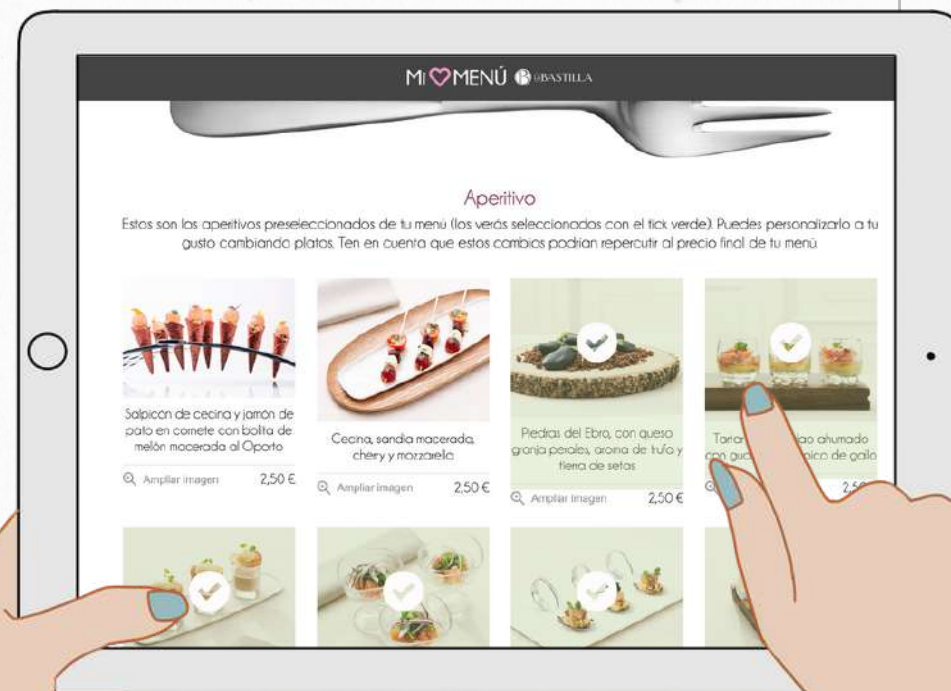 MI MENÚ B LABASTILLA
Aperitivo
Estos son los aperitivos preseleccionados de tu menú (los verás seleccionados con el tick verde). Puedes personalizarlo a tu
gusto cambiando platos. Ten en cuenta que estos cambios podrían repercutir al precio final de tu menú.
Salpicón de cecina y jamón de
pato en cornete con bolita de
melón macerada al Oporto
Ampliar imagen 2,50 €
Cecina, sandía macerada,
cherry y mozzarella
Ampliar imagen 2,50 €
Piedras del Ebro, con queso
granja perales, aroma de trufa y
tierra de setas
Ampliar imagen 2,50 €
ahumado
pico de gallo
2,50